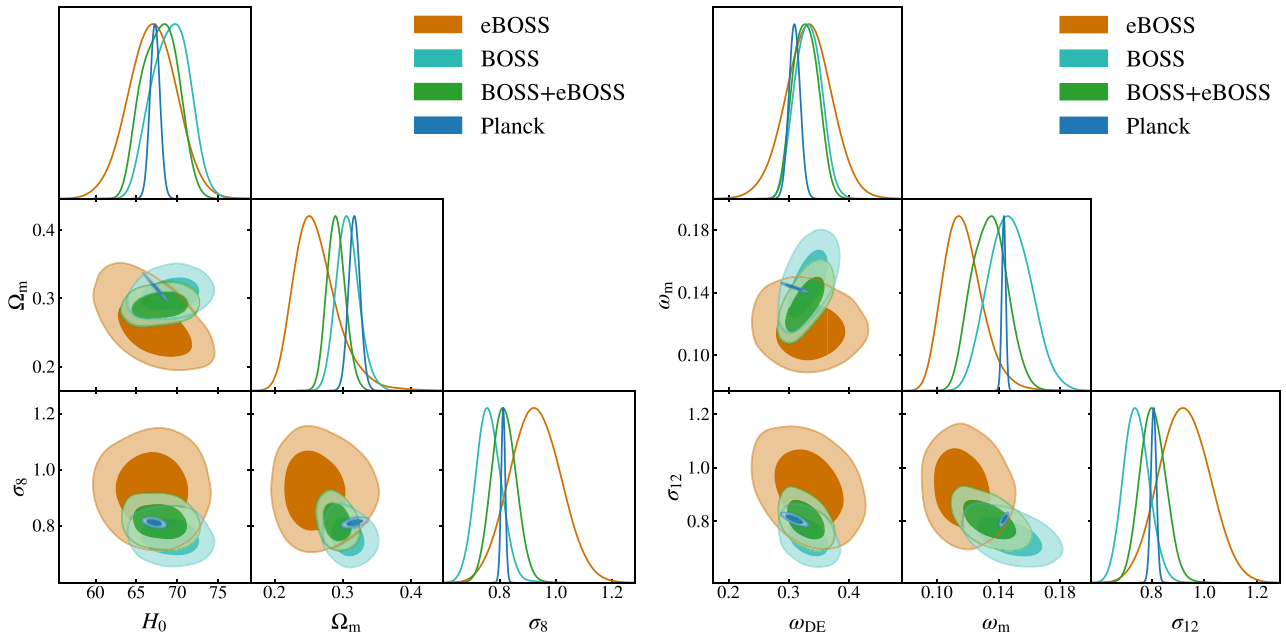 eBOSS
BOSS
BOSS+eBOSS
Planck
Ωm
0.4
0.3
0.2
σ8
1.2
1.0
0.8
60 65 70 75
0.2 0.3 0.4
0.8 1.0 1.2
H0
Ωm
σ8
eBOSS
BOSS
BOSS+eBOSS
Planck
ωm
0.18
0.14
0.10
σ12
1.2
1.0
0.8
0.2 0.3 0.4
0.10 0.14 0.18
0.8 1.0 1.2
ωDE
ωm
σ12